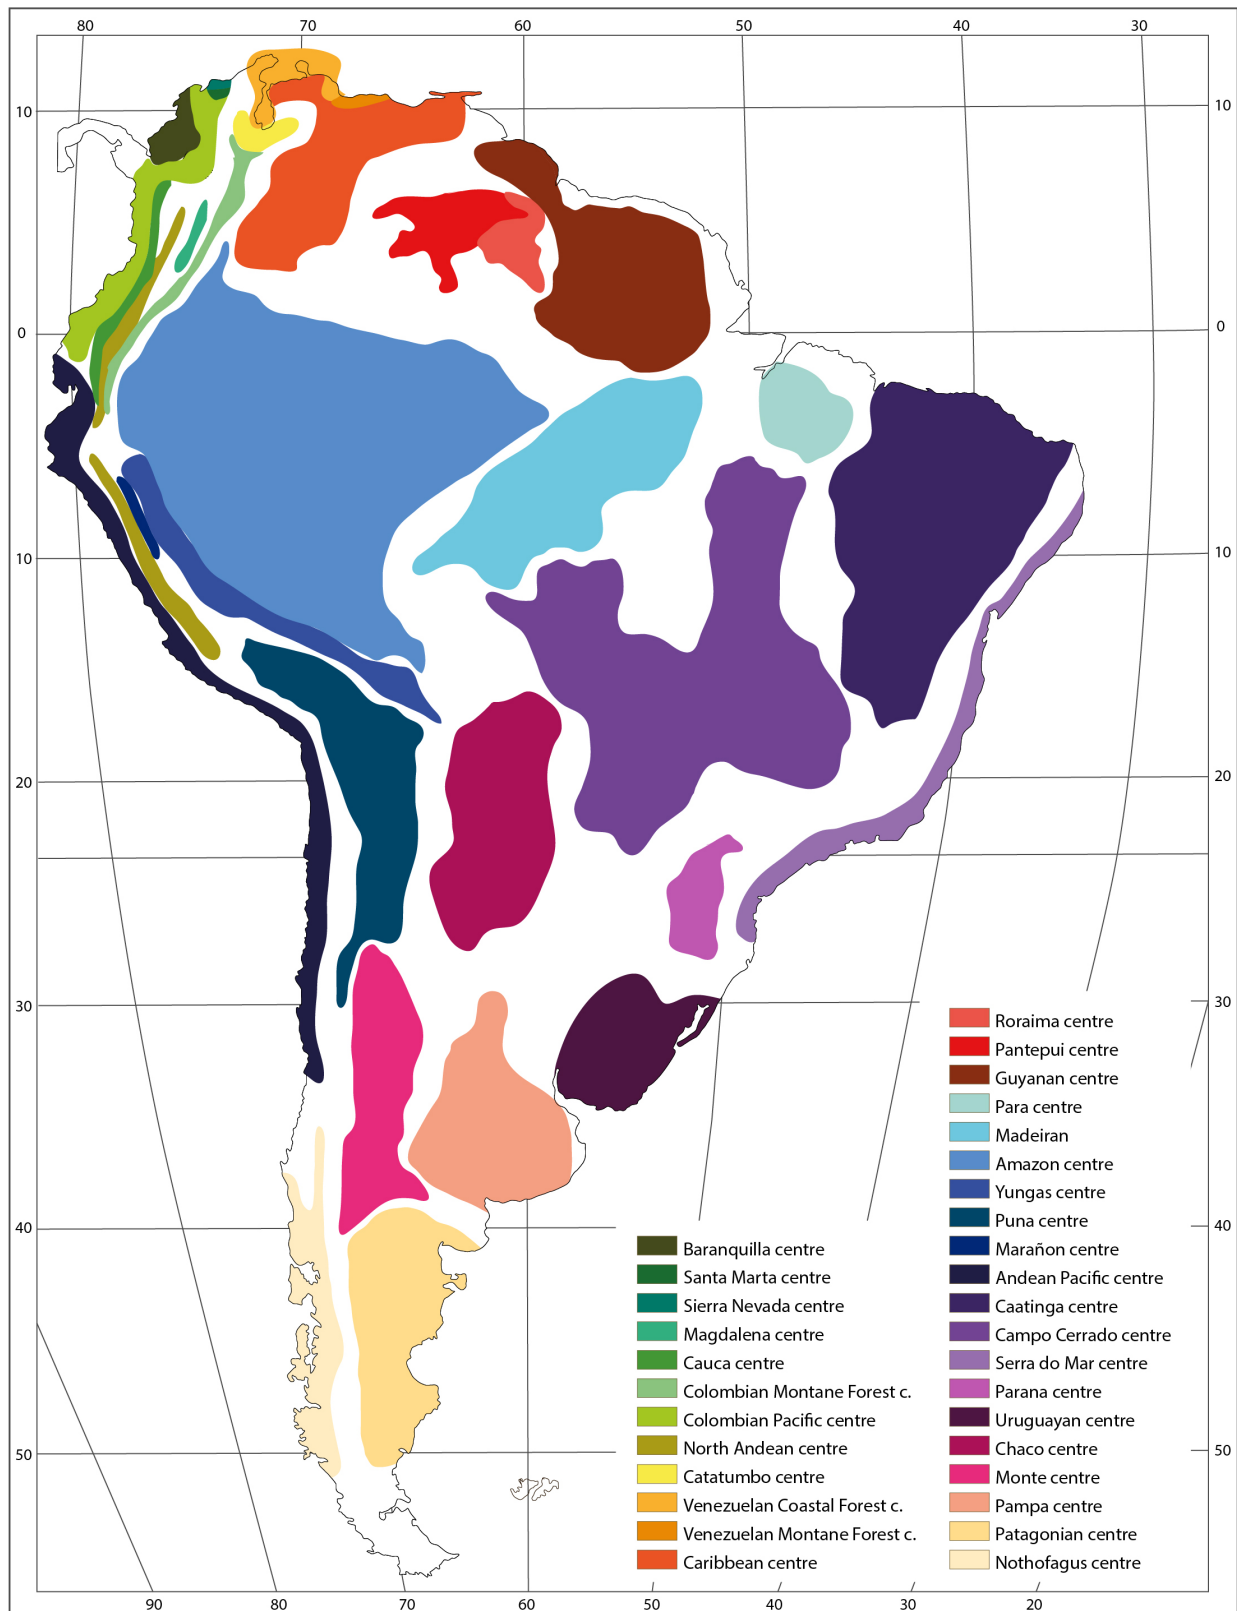 80 70 60 50 40 30
10 10
0 0
10 10
20 20
30 30
Roraima centre
Pantepui centre
Guyanan centre
Para centre
Madeiran
Amazon centre
Yungas centre
Puna centre
40 40
Baranquilla centre
Santa Marta centre
Sierra Nevada centre
Magdalena centre
Cauca centre
Colombian Montane Forest c.
Colombian Pacific centre
North Andean centre
Catatumbo centre
Venezuelan Coastal Forest c.
Venezuelan Montane Forest c.
Caribbean centre
Marañon centre
Andean Pacific centre
Caatinga centre
Campo Cerrado centre
Serra do Mar centre
Parana centre
Uruguayan centre
Chaco centre
Monte centre
Pampa centre
Patagonian centre
Nothofagus centre
50 50
90 80 70 60 50 40 30 20